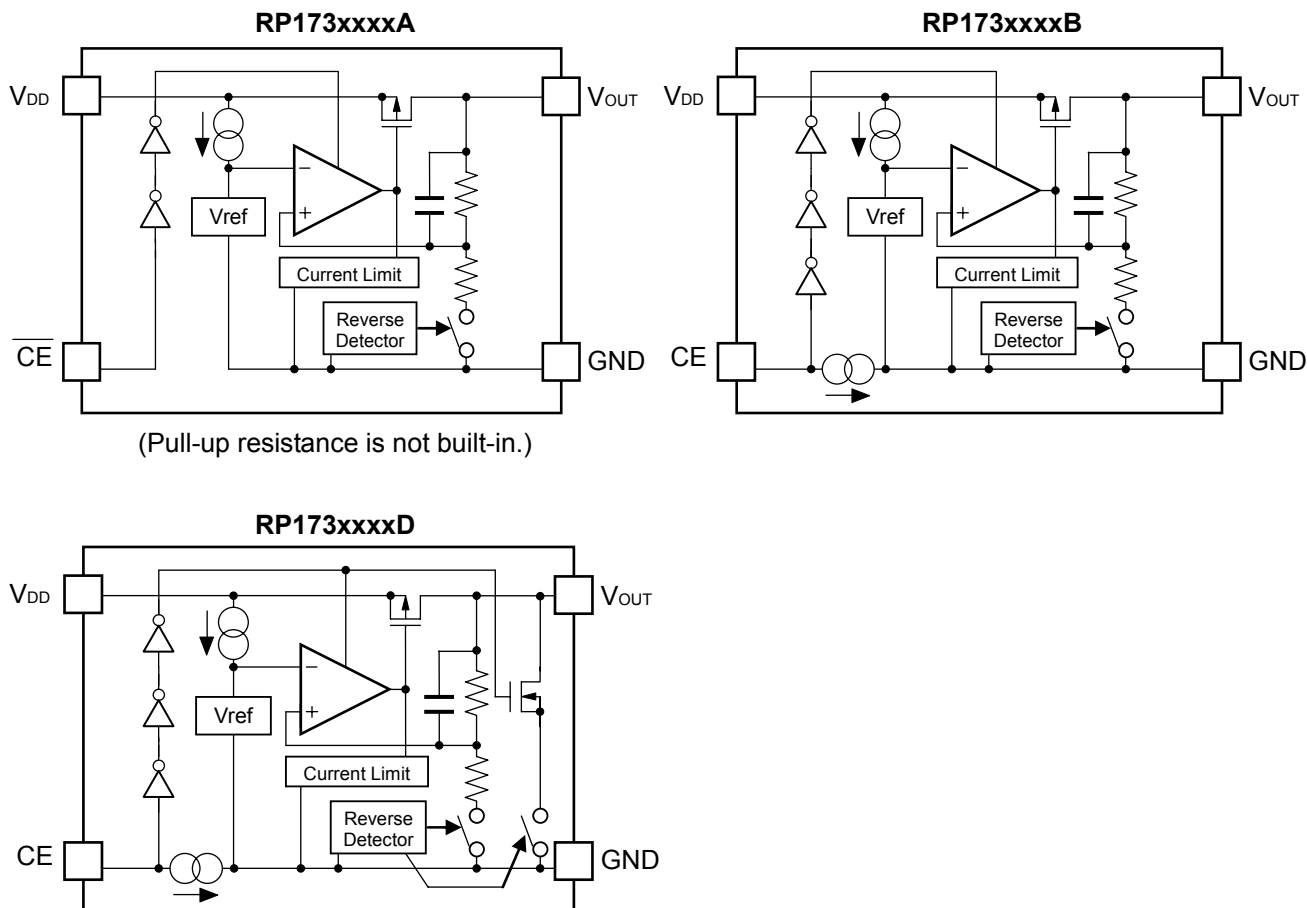 RP173xxxxA
VDD
VOUT
−
+
Vref
Current Limit
Reverse
Detector
C̅E̅
GND
(Pull-up resistance is not built-in.)
RP173xxxxB
VDD
VOUT
−
+
Vref
Current Limit
Reverse
Detector
CE
GND
RP173xxxxD
VDD
VOUT
−
+
Vref
Current Limit
Reverse
Detector
CE
GND